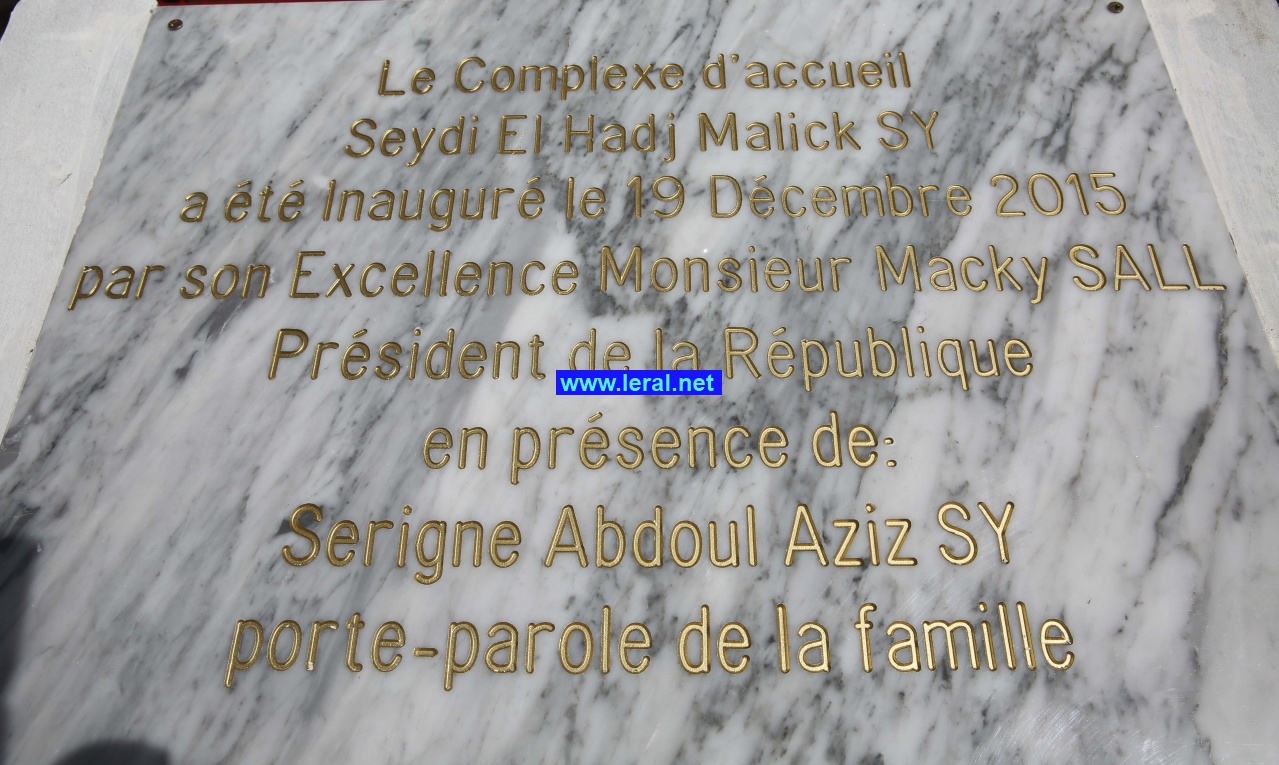 Le Complexe d'accueil
Seydi El Hadj Malick SY
a été Inauguré le 19 Décembre 2015
par son Excellence Monsieur Macky SALL
Président de la République
www.leral.net
en présence de:
Serigne Abdoul Aziz SY
porte-parole de la famille